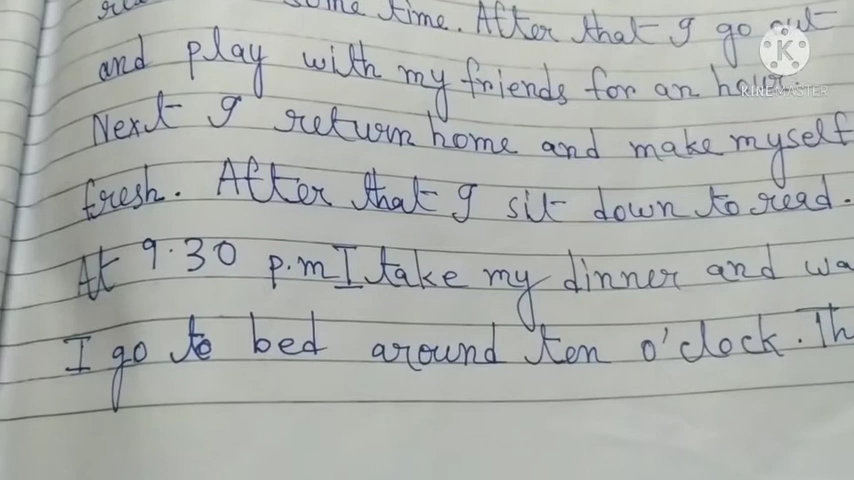 some time. After that I go out
and play with my friends for an hour.
Next I return home and make myself
fresh. After that I sit down to read.
At 9.30 p.m I take my dinner and
I go to bed around ten o'clock.
KINEMASTER